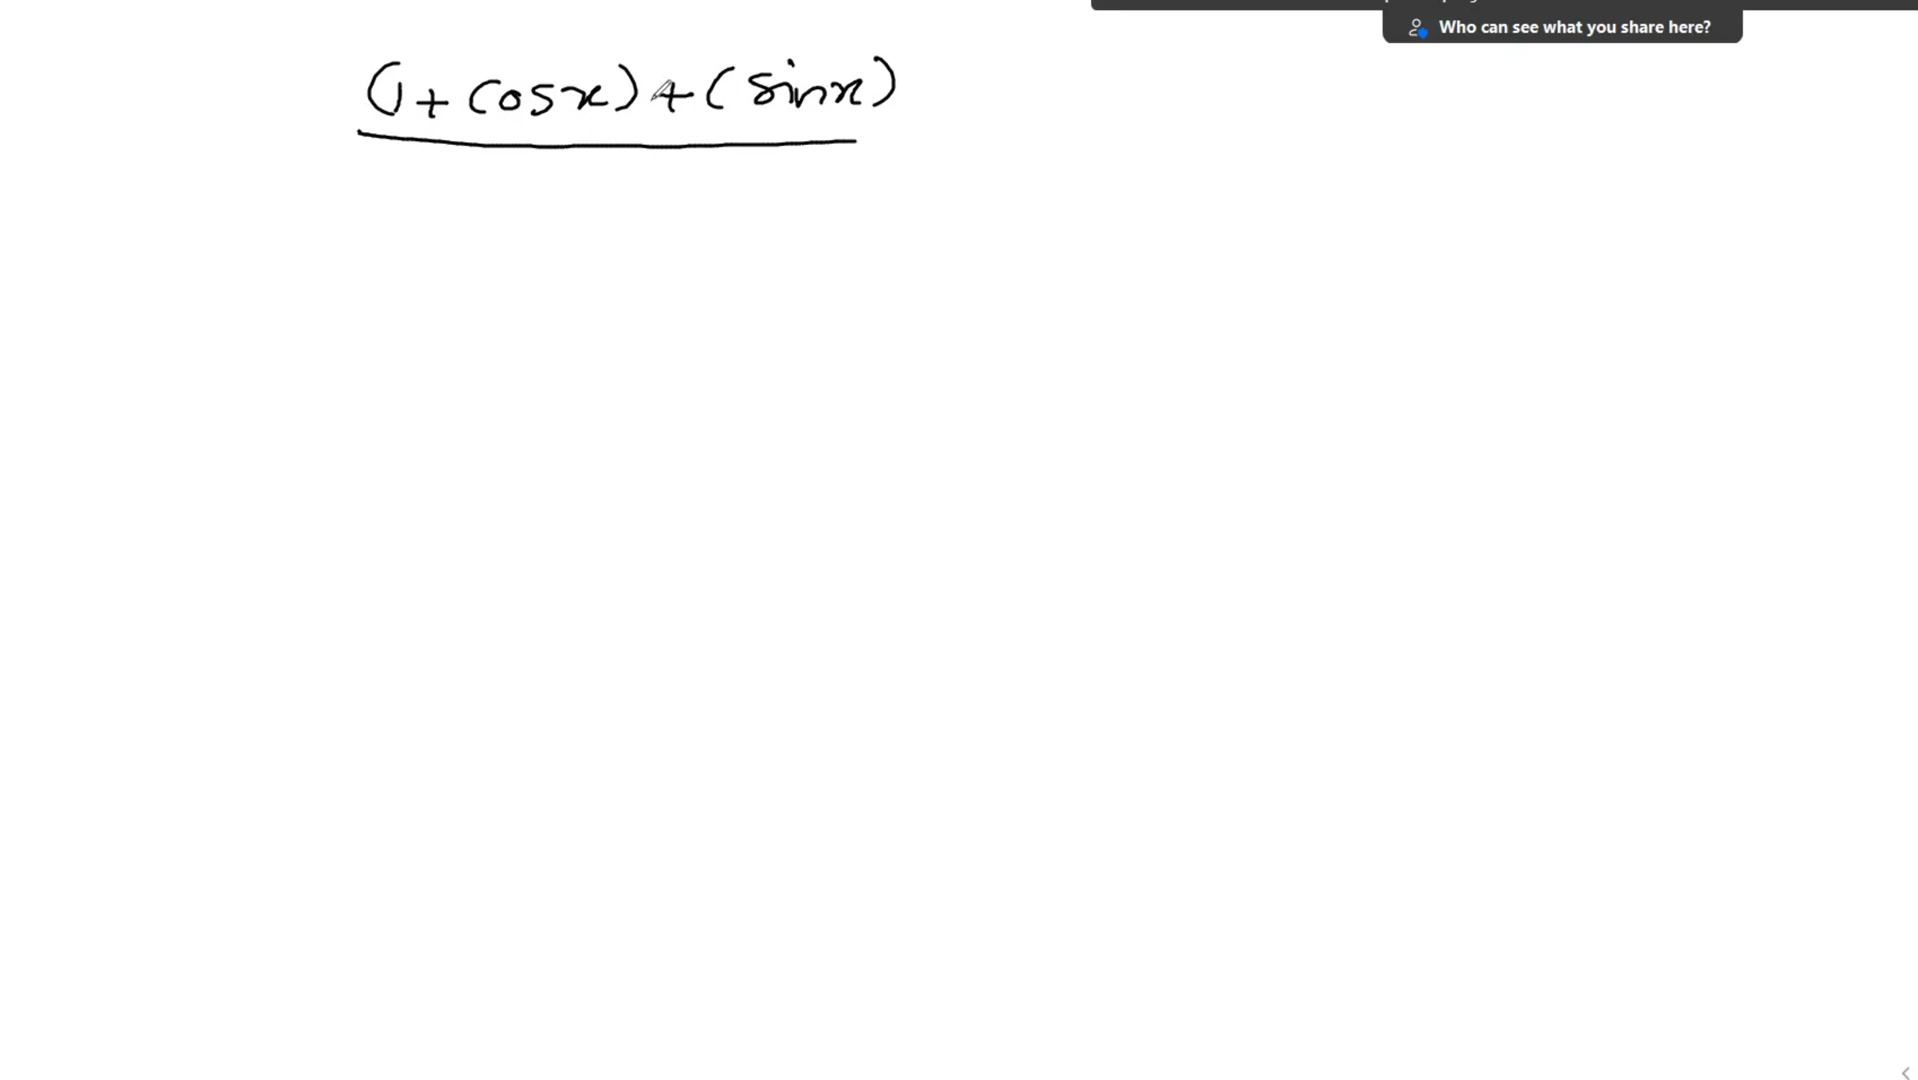 Who can see what you share here?
(1 + cosx) + (sinx)